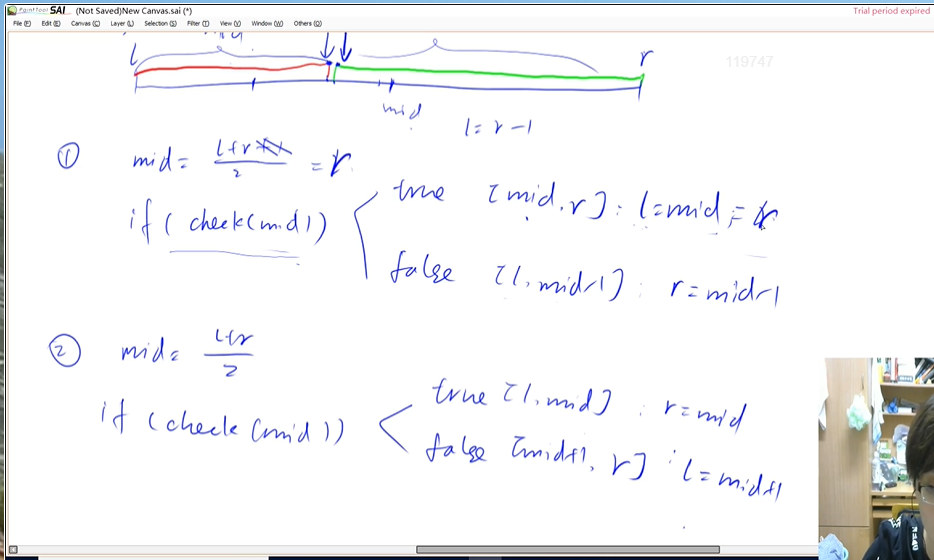 PaintTool SAI (Not Saved)New Canvas.sai (*)
Trial period expired
File (F) Edit (E) Canvas (C) Layer (L) Selection (S) Filter (T) View (V) Window (W) Others (O)
l r
119747
mid
l = r - 1
① mid = l+r+1 / 2 = r
if ( check(mid) )
true [mid, r] : l = mid = r
false [l, mid-1] : r = mid-1
② mid = l+r / 2
if (check(mid))
true [l, mid] : r = mid
false [mid+1, r] : l = mid+1